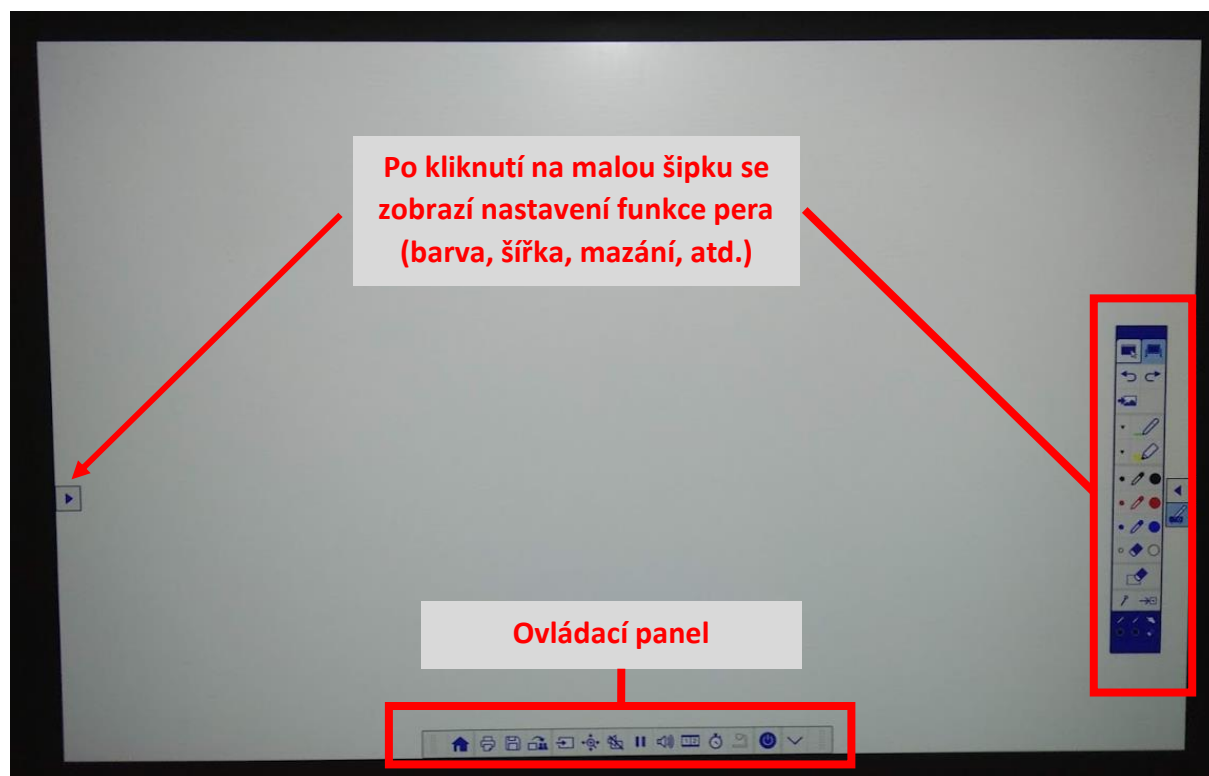 Po kliknutí na malou šipku se
zobrazí nastavení funkce pera
(barva, šířka, mazání, atd.)
Ovládací panel